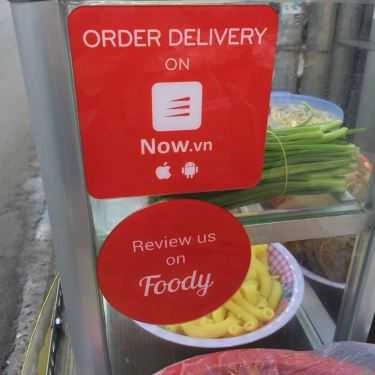 ORDER DELIVERY
ON
Now.vn
Review us
on
Foody